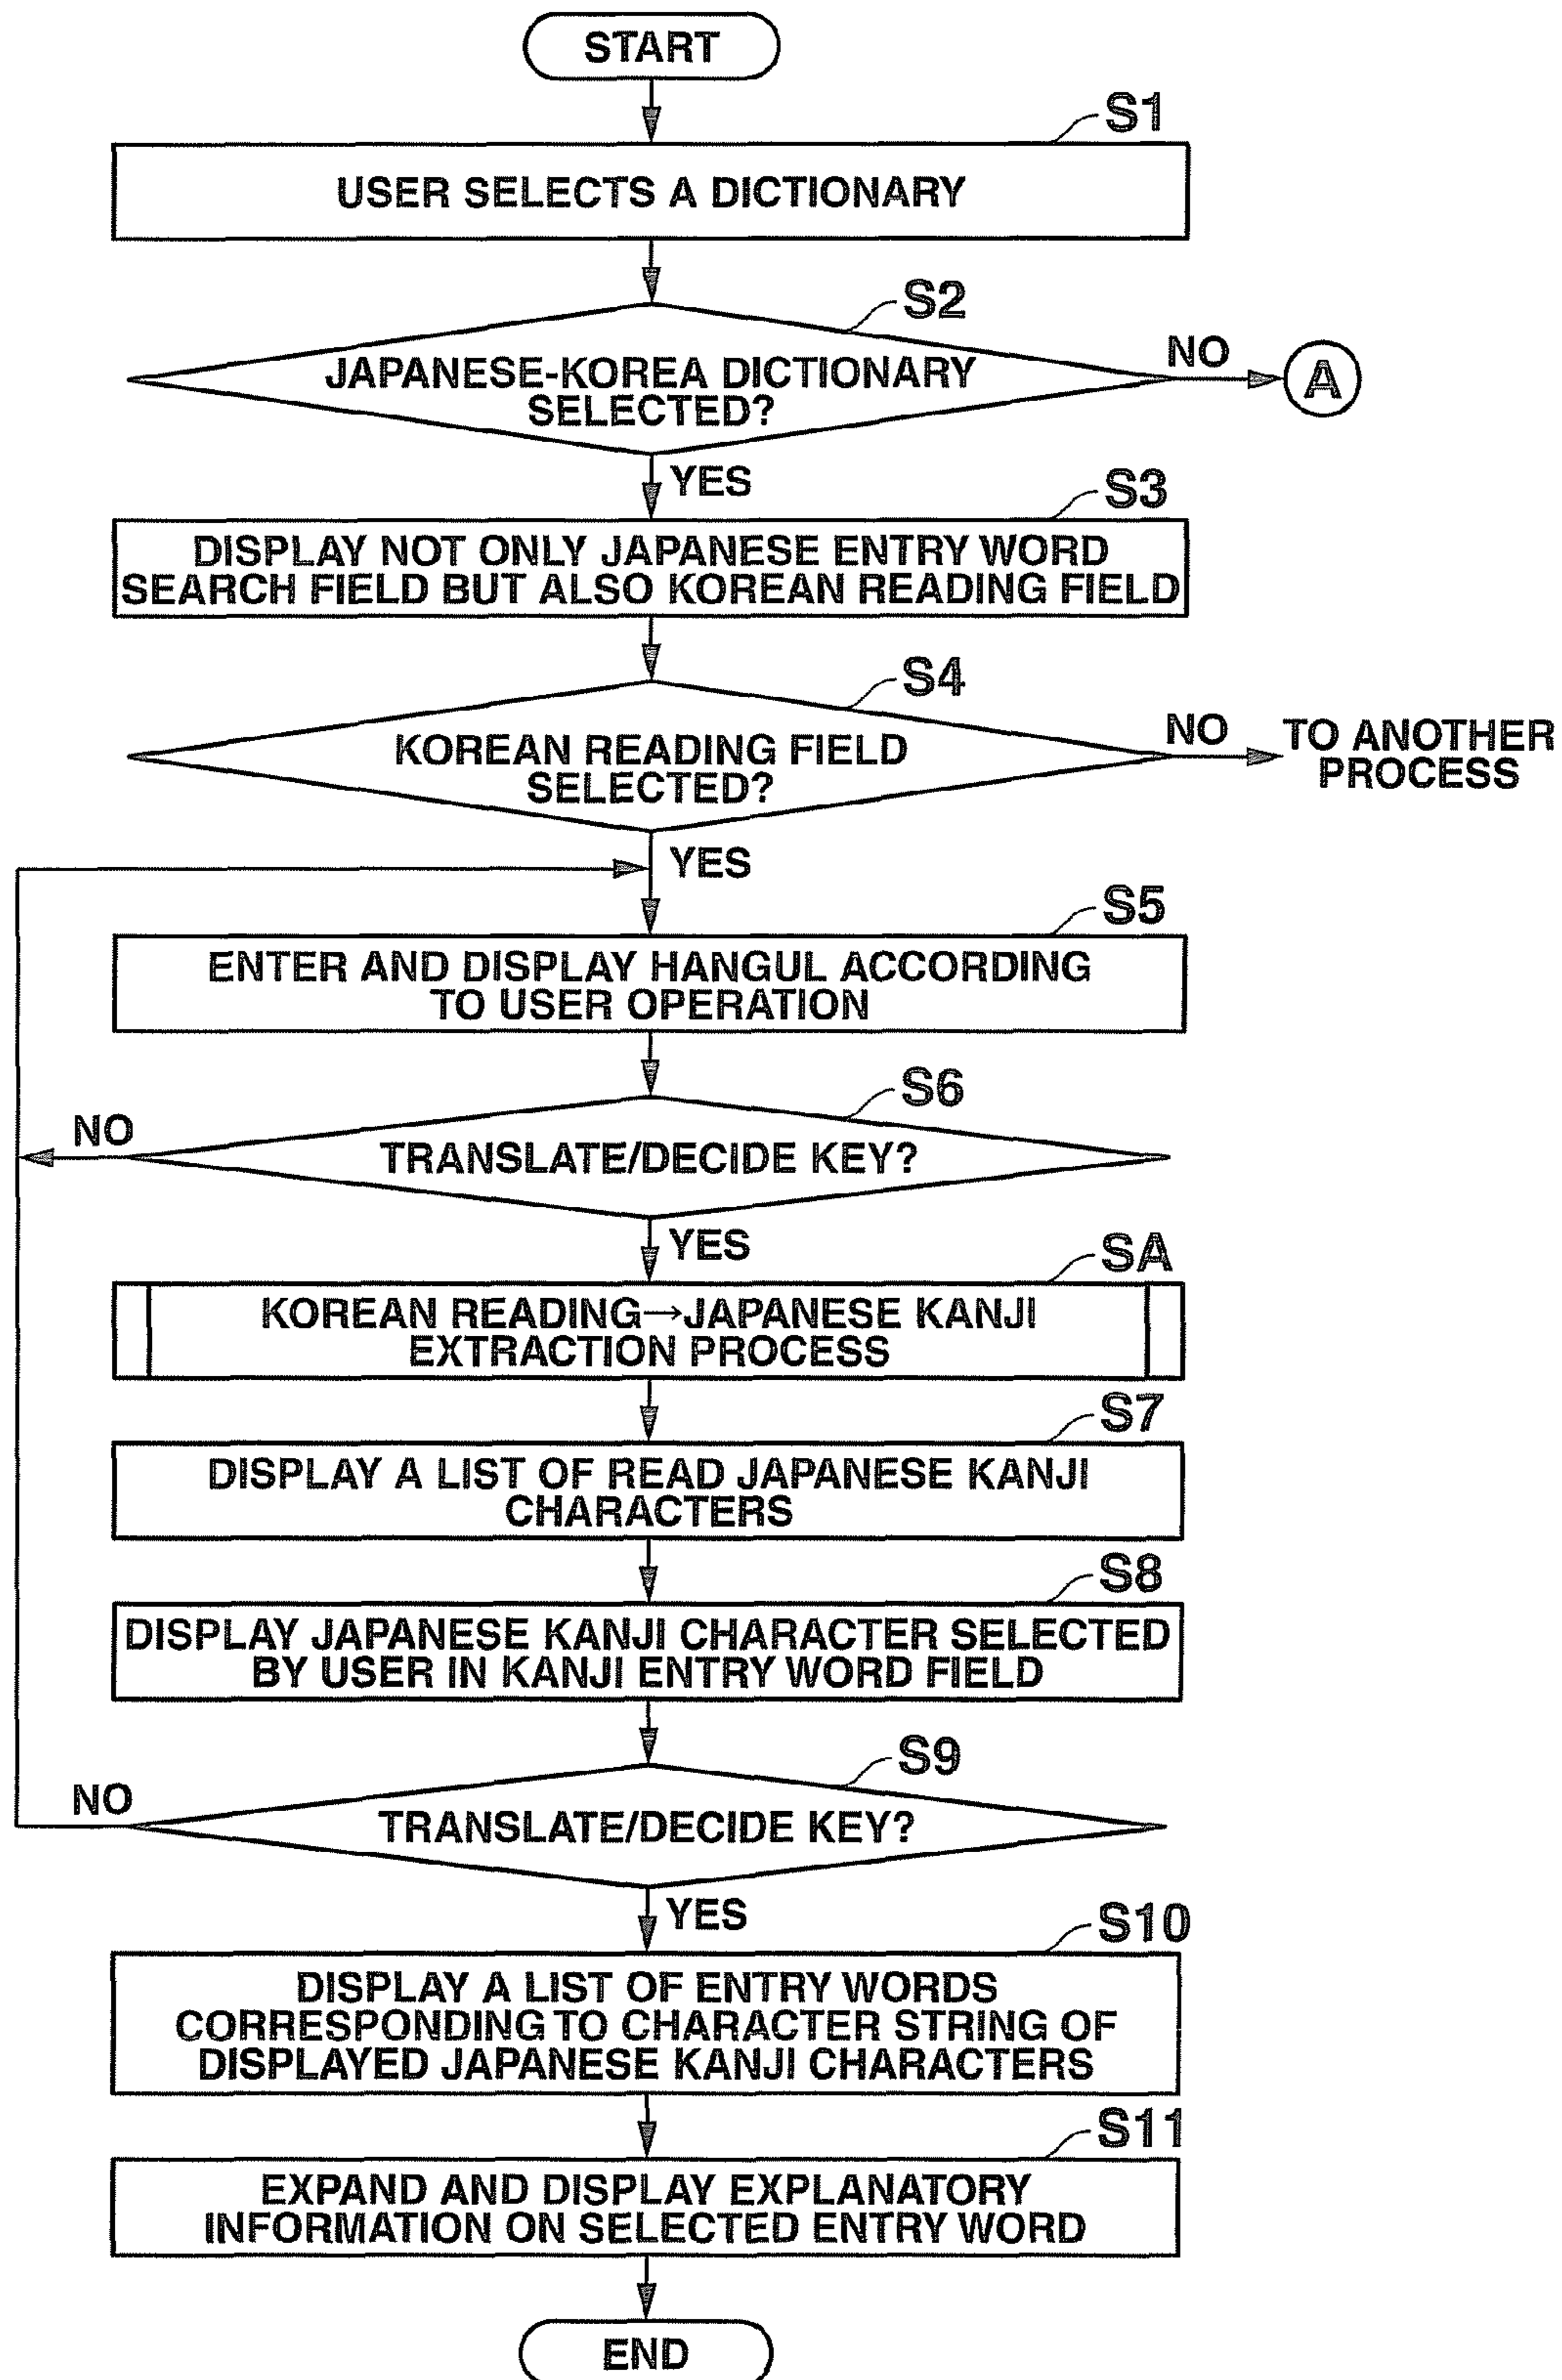 START
S1
USER SELECTS A DICTIONARY
S2
JAPANESE-KOREA DICTIONARY
SELECTED?
NO
A
YES
S3
DISPLAY NOT ONLY JAPANESE ENTRY WORD
SEARCH FIELD BUT ALSO KOREAN READING FIELD
S4
KOREAN READING FIELD
SELECTED?
NO
TO ANOTHER
PROCESS
YES
S5
ENTER AND DISPLAY HANGUL ACCORDING
TO USER OPERATION
S6
NO
TRANSLATE/DECIDE KEY?
YES
SA
KOREAN READING→JAPANESE KANJI
EXTRACTION PROCESS
S7
DISPLAY A LIST OF READ JAPANESE KANJI
CHARACTERS
S8
DISPLAY JAPANESE KANJI CHARACTER SELECTED
BY USER IN KANJI ENTRY WORD FIELD
S9
NO
TRANSLATE/DECIDE KEY?
YES
S10
DISPLAY A LIST OF ENTRY WORDS
CORRESPONDING TO CHARACTER STRING OF
DISPLAYED JAPANESE KANJI CHARACTERS
S11
EXPAND AND DISPLAY EXPLANATORY
INFORMATION ON SELECTED ENTRY WORD
END